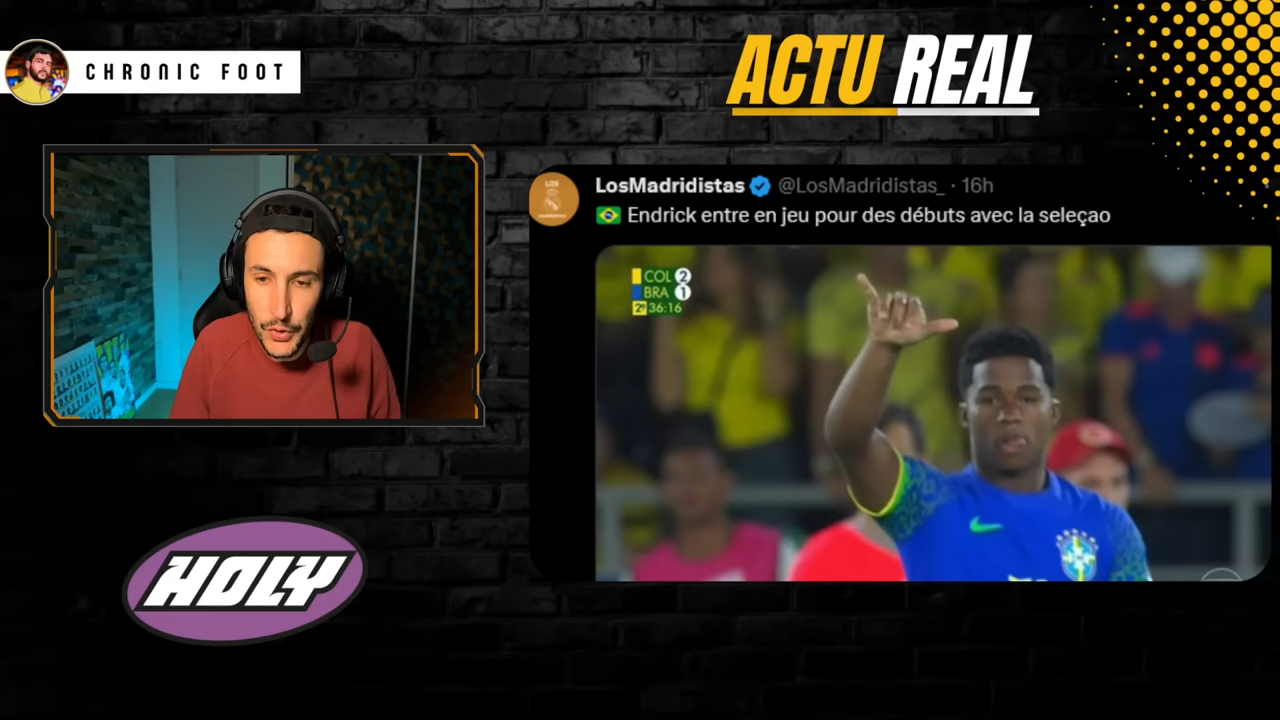 CHRONIC FOOT
ACTU REAL
LosMadridistas @LosMadridistas_ · 16h
🇧🇷 Endrick entre en jeu pour des débuts avec la seleçao
COL 2
BRA 1
2º 36:16
HOLY